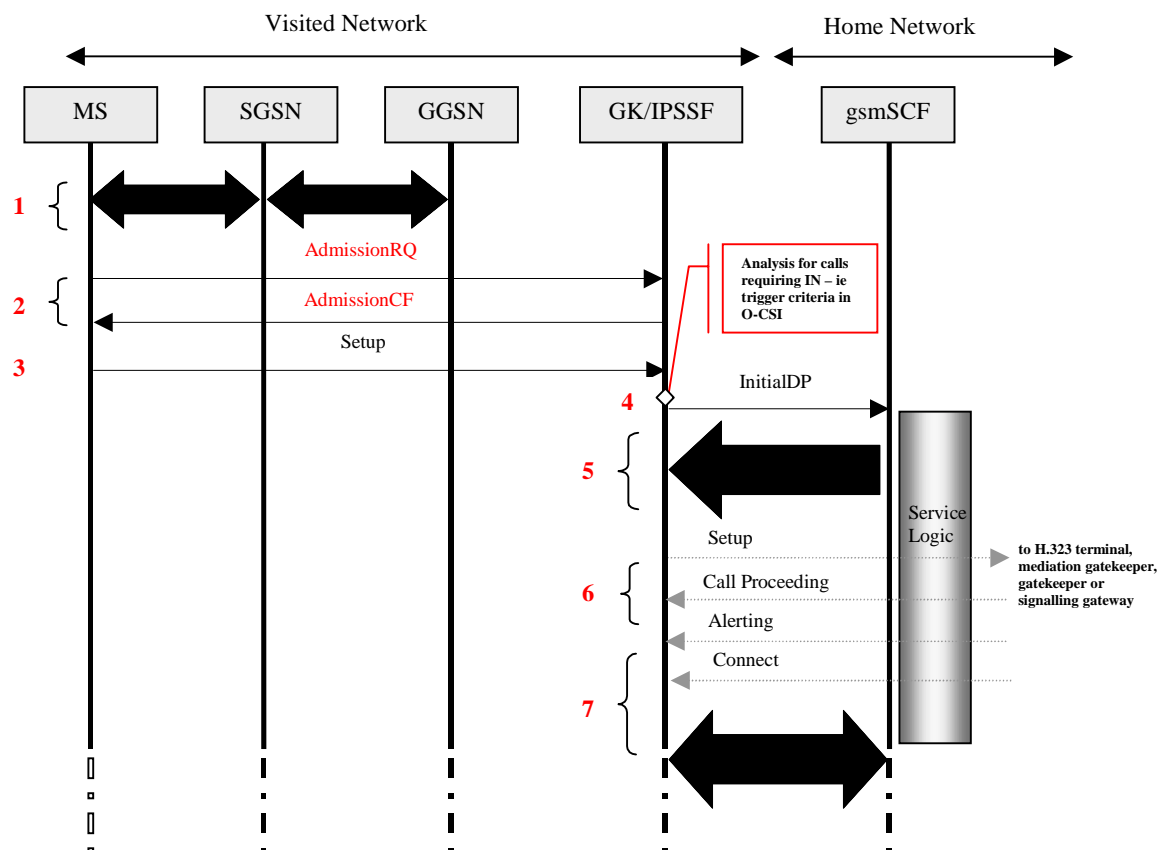 Visited Network
Home Network
MS
SGSN
GGSN
GK/IPSSF
gsmSCF
1
AdmissionRQ
Analysis for calls
requiring IN – ie
trigger criteria in
O-CSI
2
AdmissionCF
Setup
3
InitialDP
4
5
Service
Logic
Setup
to H.323 terminal,
mediation gatekeeper,
gatekeeper or
signalling gateway
Call Proceeding
6
Alerting
Connect
7